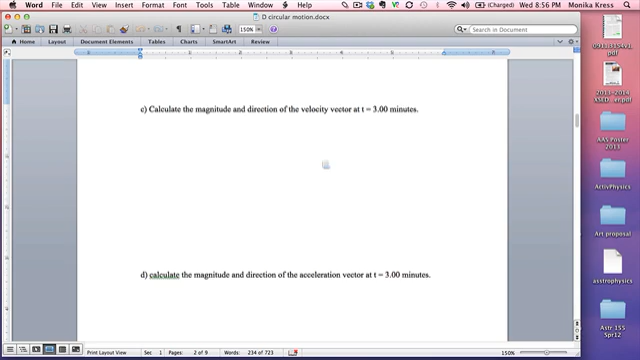 Word File Edit View Insert Format Font Tools Table Window Help (Charged) Wed 8:56 PM Monika Kress
D circular motion.docx
150% Search in Document
Home Layout Document Elements Tables Charts SmartArt Review
c) Calculate the magnitude and direction of the velocity vector at t = 3.00 minutes.
d) calculate the magnitude and direction of the acceleration vector at t = 3.00 minutes.
.pdf
2013-2014
AAS Poster
2013
ActivPhysics
Art proposal
asstrophysics
Astr 155
Spr12
Print Layout View Sec 1 Pages: 2 of 9 Words: 234 of 723 150%